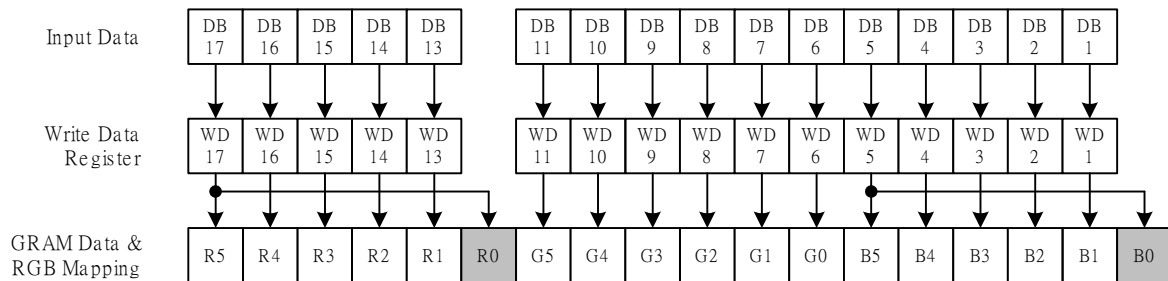 Input Data
DB DB DB DB DB DB DB DB DB DB DB DB DB DB DB DB
17 16 15 14 13 11 10 9 8 7 6 5 4 3 2 1
Write Data
Register
WD WD WD WD WD WD WD WD WD WD WD WD WD WD WD WD
17 16 15 14 13 11 10 9 8 7 6 5 4 3 2 1
GRAM Data &
RGB Mapping
R5 R4 R3 R2 R1 R0 G5 G4 G3 G2 G1 G0 B5 B4 B3 B2 B1 B0